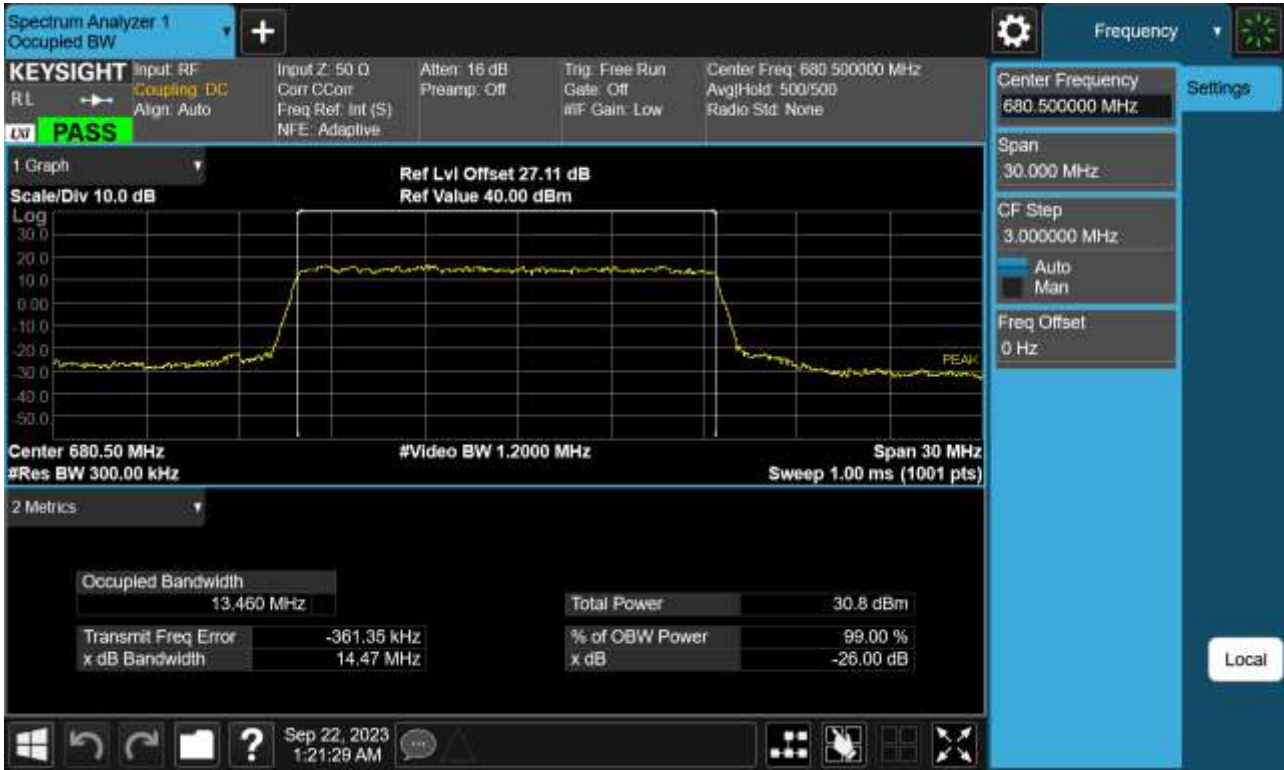 Spectrum Analyzer 1
Occupied BW
+
Frequency
KEYSIGHT
RL
LXI
PASS
Input: RF
Coupling: DC
Align: Auto
Input Z: 50 Ω
Corr CCorr
Freq Ref: Int (S)
NFE: Adaptive
Atten: 16 dB
Preamp: Off
Trig: Free Run
Gate: Off
#IF Gain: Low
Center Freq: 680.500000 MHz
Avg|Hold: 500/500
Radio Std: None
Center Frequency
680.500000 MHz
Settings
Span
30.000 MHz
CF Step
3.000000 MHz
Auto
Man
Freq Offset
0 Hz
Local
1 Graph
Scale/Div 10.0 dB
Ref Lvl Offset 27.11 dB
Ref Value 40.00 dBm
Log
30.0
20.0
10.0
0.00
-10.0
-20.0
-30.0
-40.0
-50.0
PEAK
Center 680.50 MHz
#Video BW 1.2000 MHz
Span 30 MHz
#Res BW 300.00 kHz
Sweep 1.00 ms (1001 pts)
2 Metrics
Occupied Bandwidth
13.460 MHz
Total Power 30.8 dBm
Transmit Freq Error -361.35 kHz
% of OBW Power 99.00 %
x dB Bandwidth 14.47 MHz
x dB -26.00 dB
?
Sep 22, 2023
1:21:29 AM